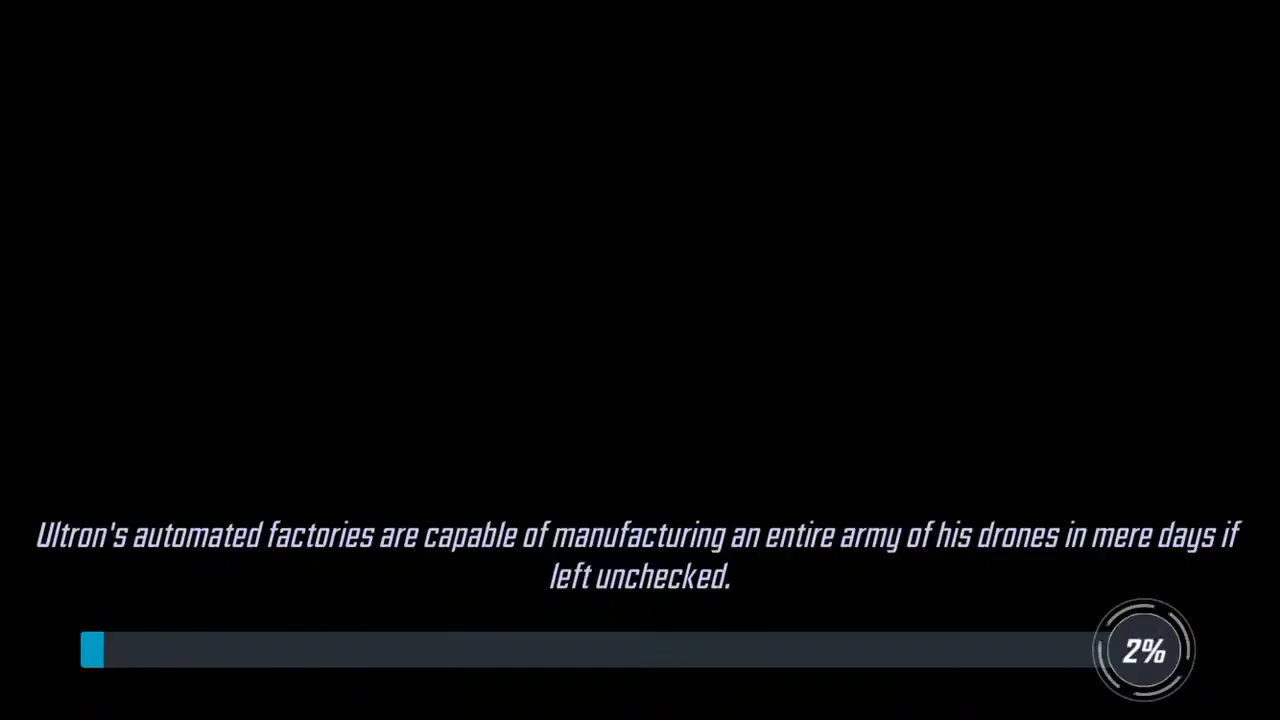 Ultron's automated factories are capable of manufacturing an entire army of his drones in mere days if
left unchecked.
2%